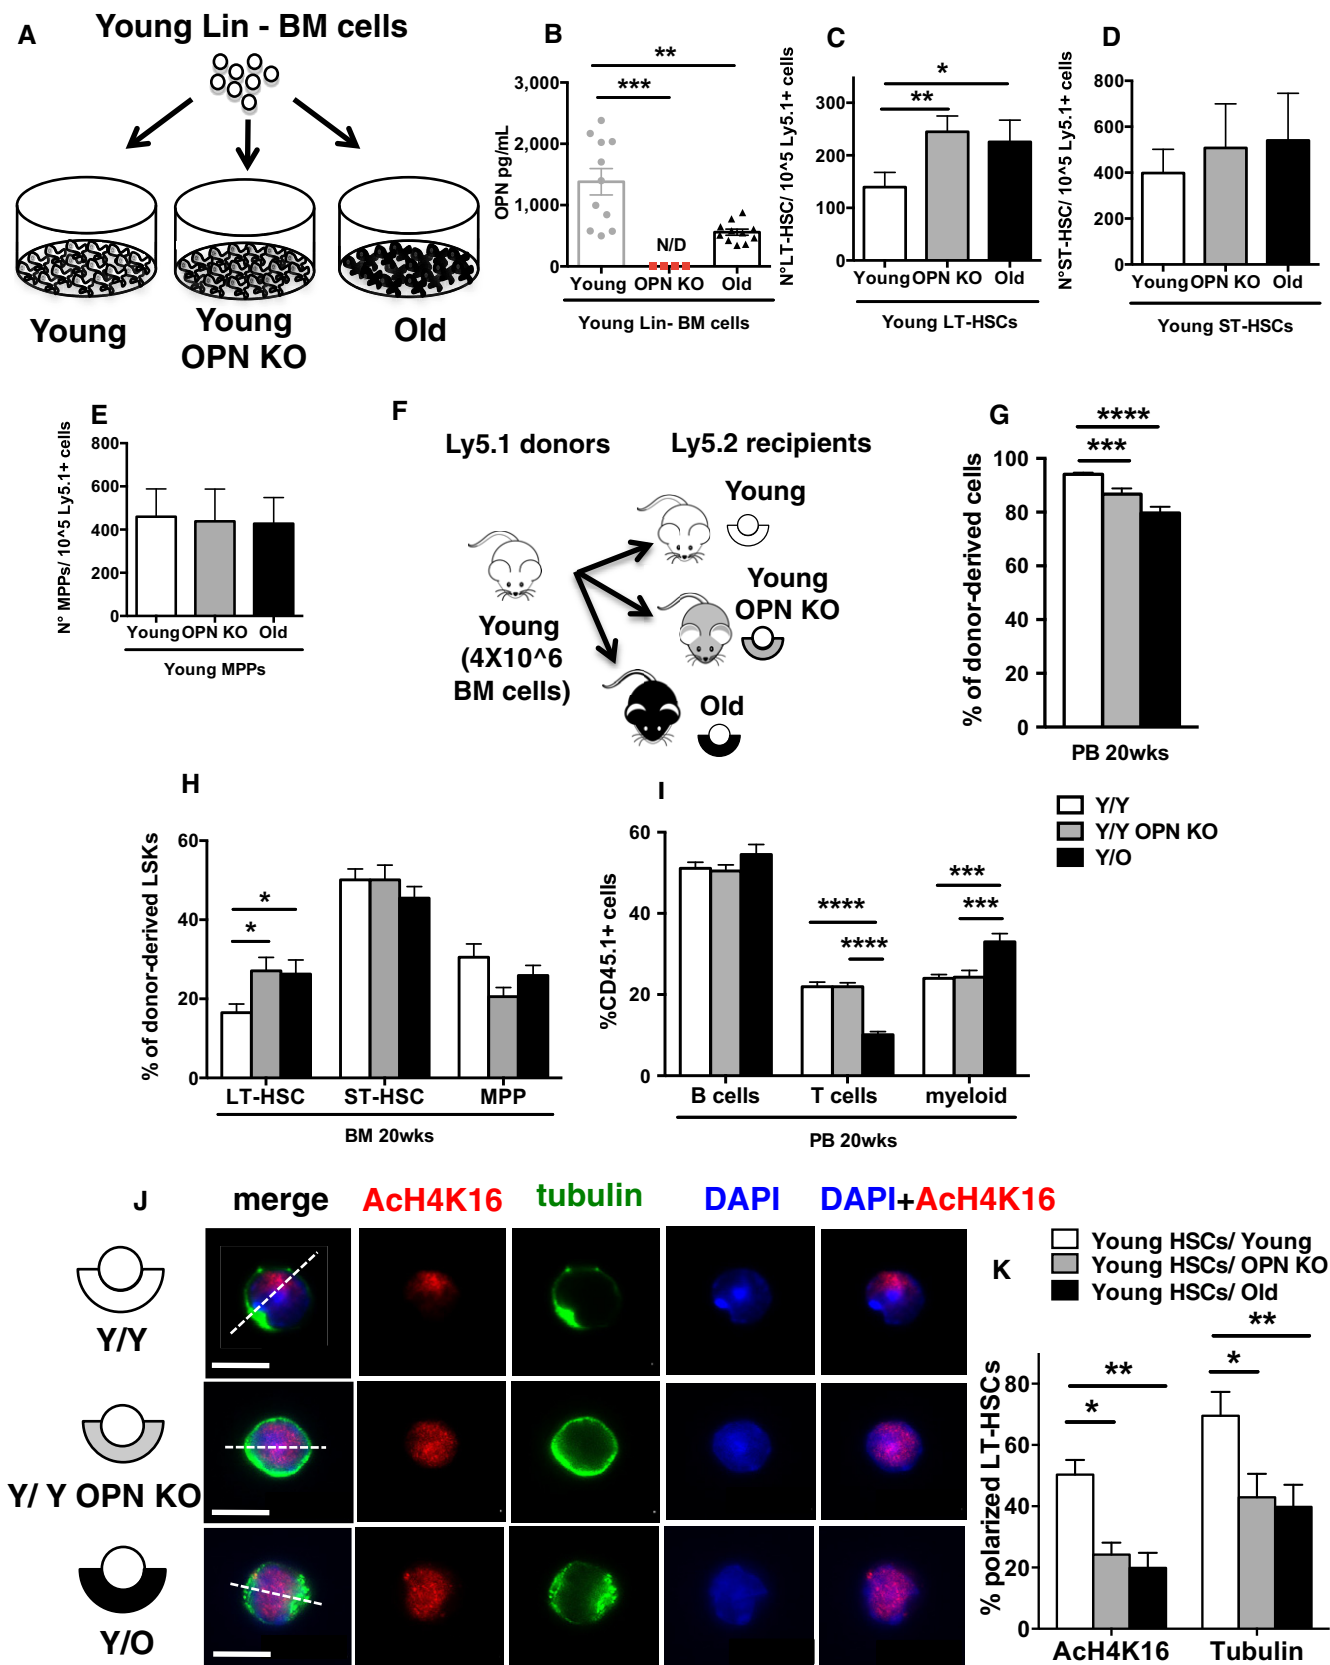 A
Young Lin - BM cells
Young
Young
OPN KO
Old
B
**
***
3,000
2,000
1,000
0
OPN pg/mL
N/D
Young OPN KO Old
Young Lin- BM cells
C
*
**
300
200
100
0
N°LT-HSC/ 10^5 Ly5.1+ cells
Young OPN KO Old
Young LT-HSCs
D
800
600
400
200
0
N°ST-HSC/ 10^5 Ly5.1+ cells
Young OPN KO Old
Young ST-HSCs
E
800
600
400
200
0
N° MPPs/ 10^5 Ly5.1+ cells
Young OPN KO Old
Young MPPs
F
Ly5.1 donors
Ly5.2 recipients
Young
(4X10^6
BM cells)
Young
Young
OPN KO
Old
G
****
***
100
80
60
40
20
0
% of donor-derived cells
PB 20wks
Y/Y
Y/Y OPN KO
Y/O
H
60
40
20
0
% of donor-derived LSKs
*
*
LT-HSC ST-HSC MPP
BM 20wks
I
60
40
20
0
%CD45.1+ cells
****
****
***
***
B cells T cells myeloid
PB 20wks
J
merge AcH4K16 tubulin DAPI DAPI+AcH4K16
Y/Y
Y/ Y OPN KO
Y/O
K
Young HSCs/ Young
Young HSCs/ OPN KO
Young HSCs/ Old
**
*
**
*
80
60
40
20
0
% polarized LT-HSCs
AcH4K16 Tubulin